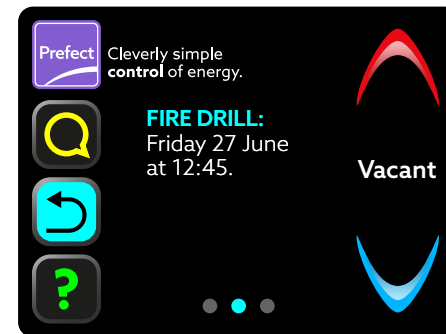 Prefect
Cleverly simple
control of energy.
FIRE DRILL:
Friday 27 June
at 12:45.
Vacant
?